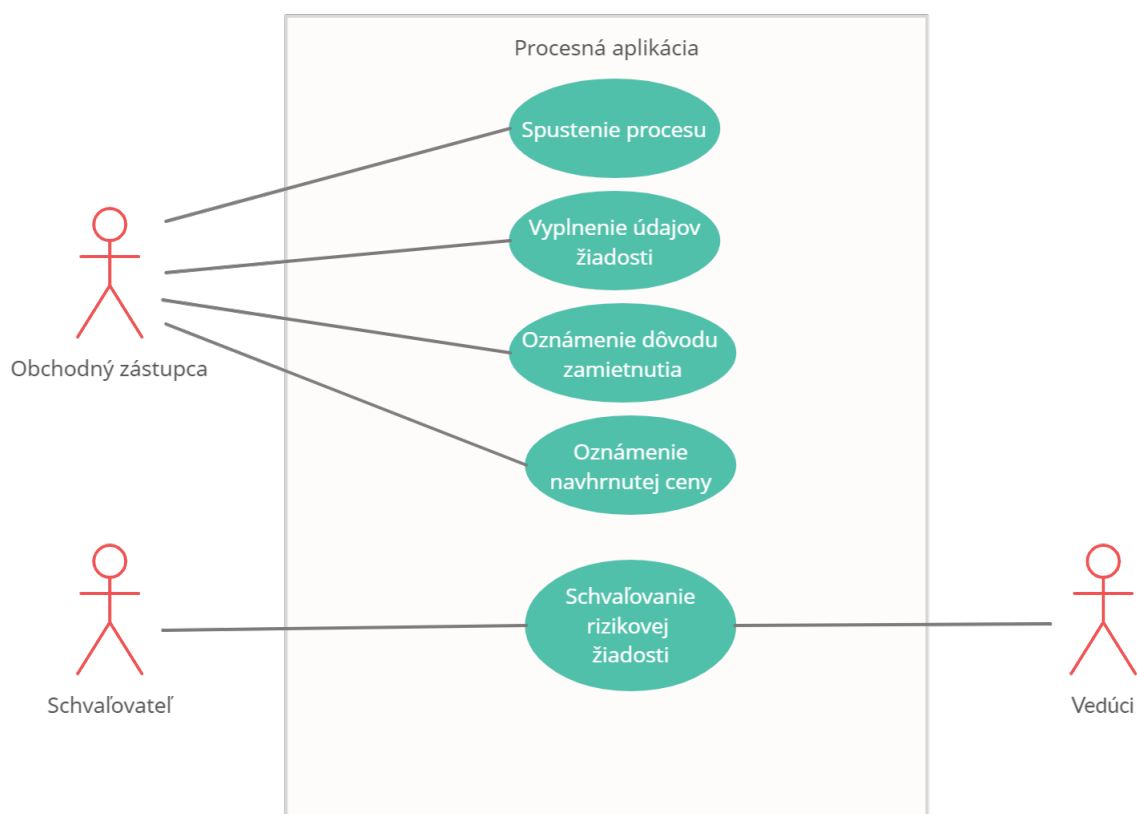 Procesná aplikácia
Spustenie procesu
Vyplnenie údajov
žiadosti
Oznámenie dôvodu
zamietnutia
Obchodný zástupca
Oznámenie
navhrnutej ceny
Schvaľovanie
rizikovej
žiadosti
Schvaľovateľ
Vedúci